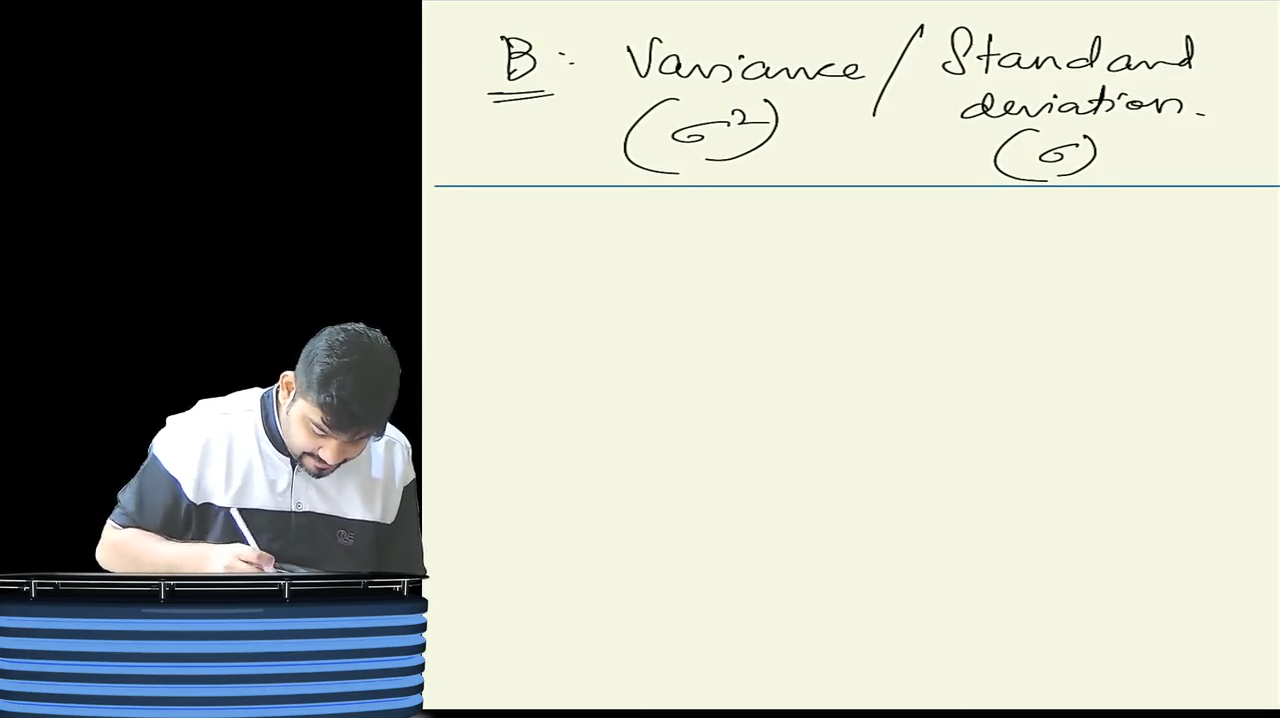 B :- Variance / Standard
deviation.
(σ²) (σ)